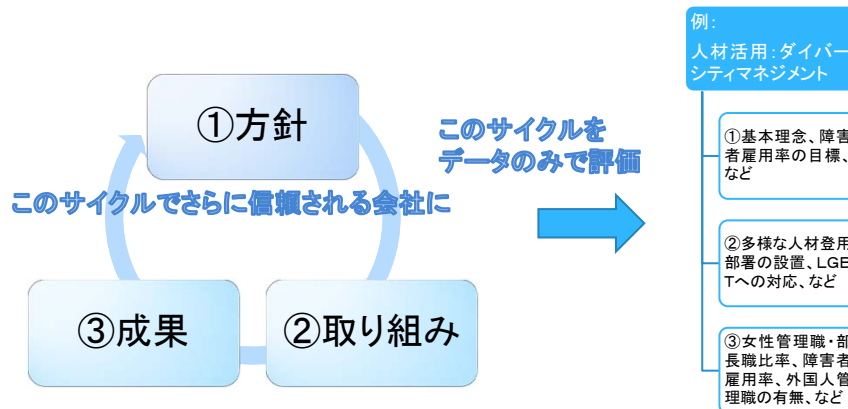 ①方針
このサイクルでさらに信頼される会社に
③成果
②取り組み
このサイクルを
データのみで評価
例:
人材活用:ダイバー
シティマネジメント
①基本理念、障害
者雇用率の目標、
など
②多様な人材登用
部署の設置、LGB
Tへの対応、など
③女性管理職・部
長職比率、障害者
雇用率、外国人管
理職の有無、など